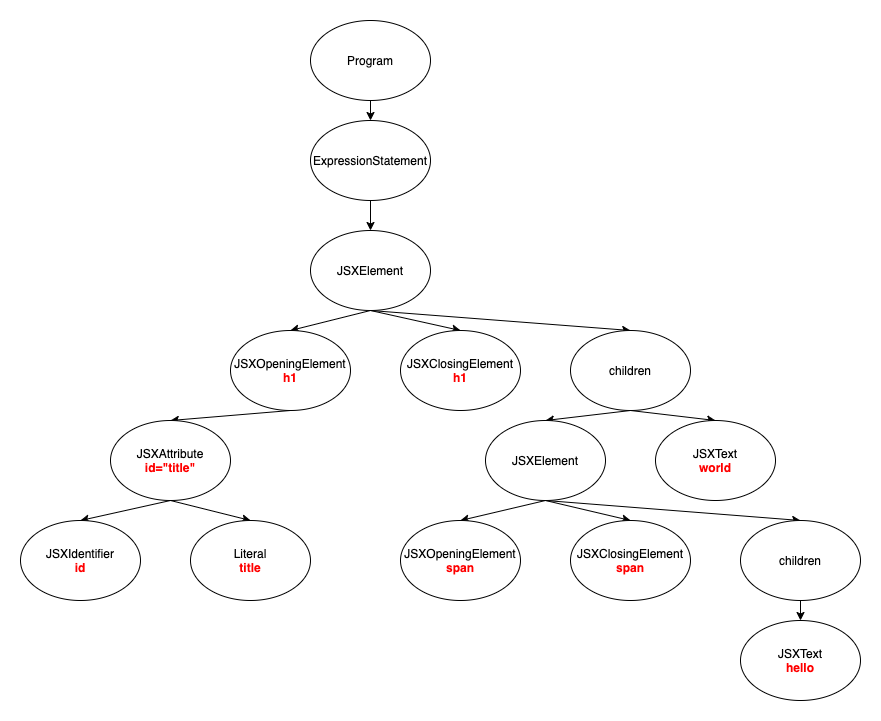 Program
ExpressionStatement
JSXElement
JSXOpeningElement
h1
JSXClosingElement
h1
children
JSXAttribute
id="title"
JSXElement
JSXText
world
JSXIdentifier
id
Literal
title
JSXOpeningElement
span
JSXClosingElement
span
children
JSXText
hello